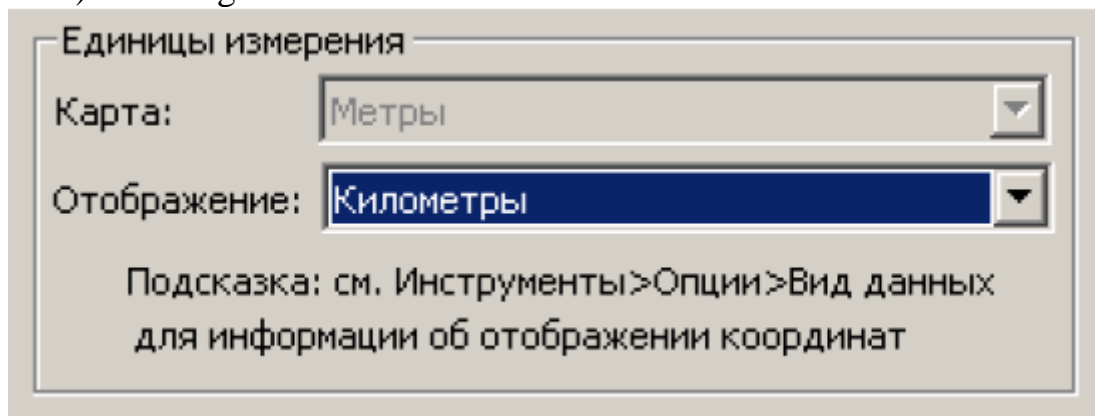 Единицы измерения
Карта: Метры
Отображение: Километры
Подсказка: см. Инструменты>Опции>Вид данных
для информации об отображении координат